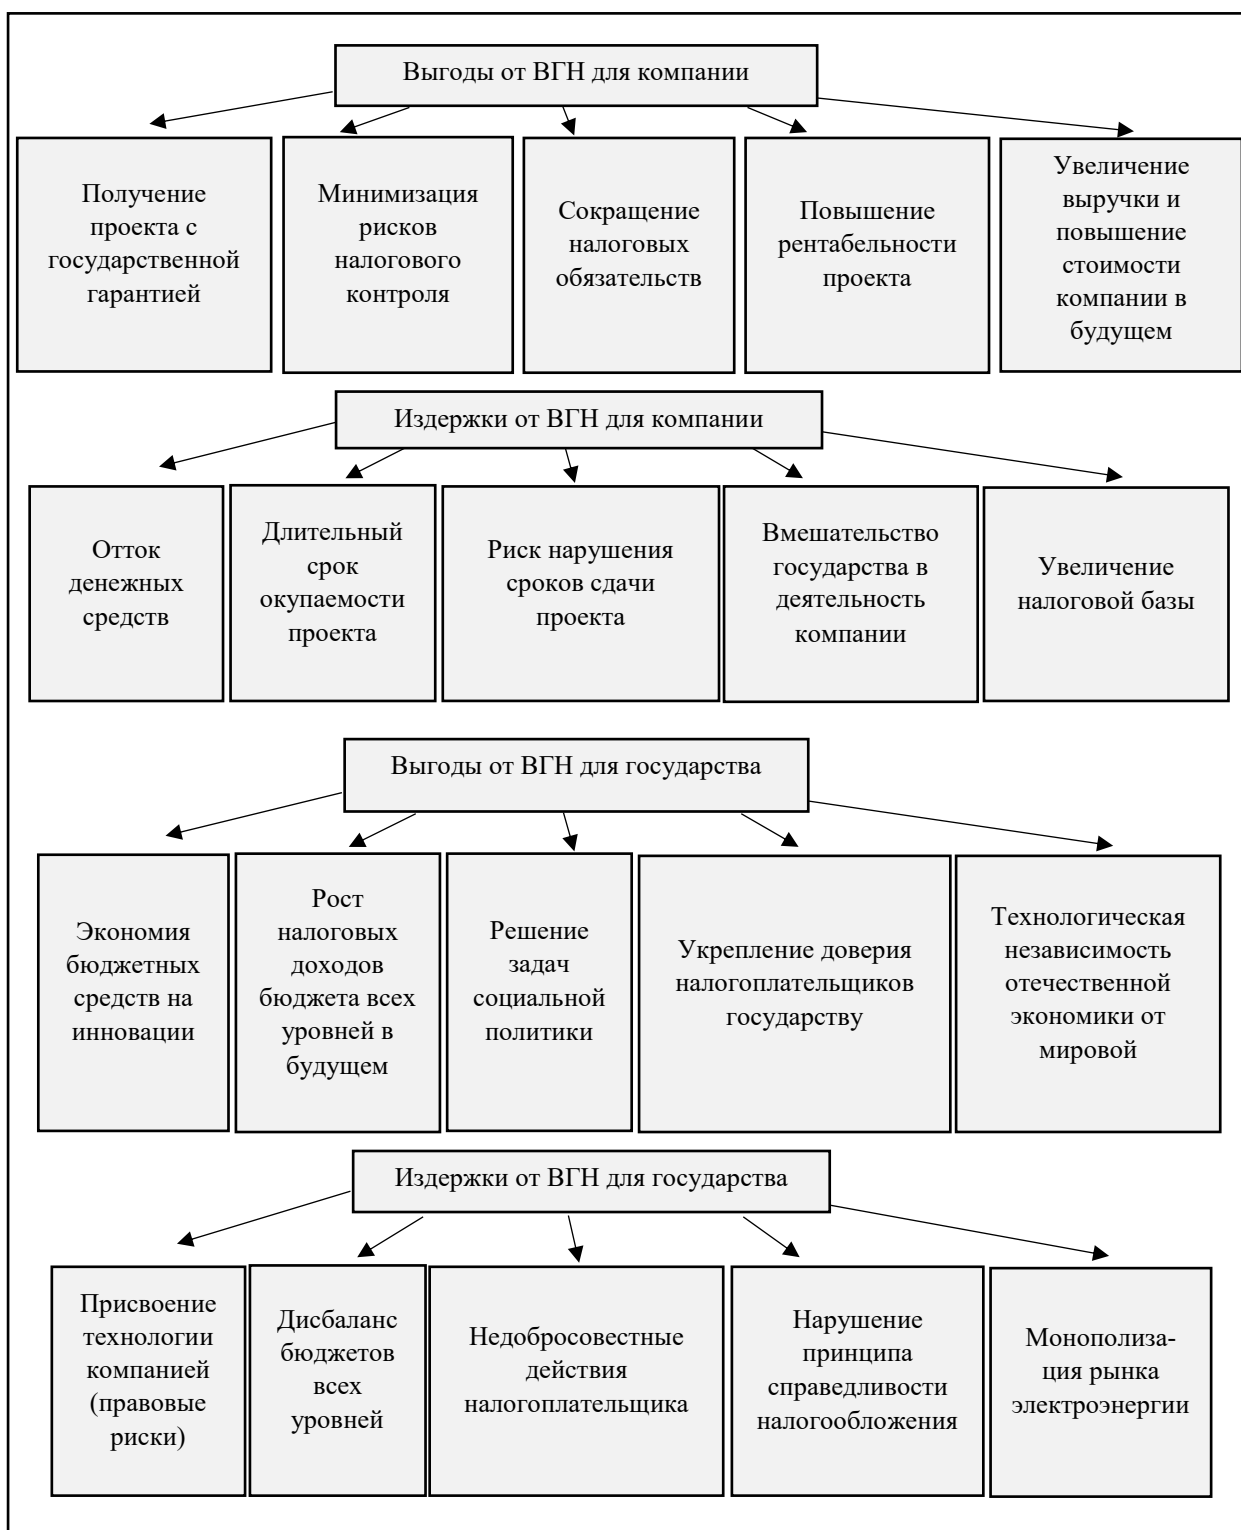 Выгоды от ВГН для компании
Получение
проекта с
государственной
гарантией
Минимизация
рисков
налогового
контроля
Сокращение
налоговых
обязательств
Повышение
рентабельности
проекта
Увеличение
выручки и
повышение
стоимости
компании в
будущем
Издержки от ВГН для компании
Отток
денежных
средств
Длительный
срок
окупаемости
проекта
Риск нарушения
сроков сдачи
проекта
Вмешательство
государства в
деятельность
компании
Увеличение
налоговой базы
Выгоды от ВГН для государства
Экономия
бюджетных
средств на
инновации
Рост
налоговых
доходов
бюджета всех
уровней в
будущем
Решение
задач
социальной
политики
Укрепление доверия
налогоплательщиков
государству
Технологическая
независимость
отечественной
экономики от
мировой
Издержки от ВГН для государства
Присвоение
технологии
компанией
(правовые
риски)
Дисбаланс
бюджетов
всех
уровней
Недобросовестные
действия
налогоплательщика
Нарушение
принципа
справедливости
налогообложения
Монополиза-
ция рынка
электроэнергии